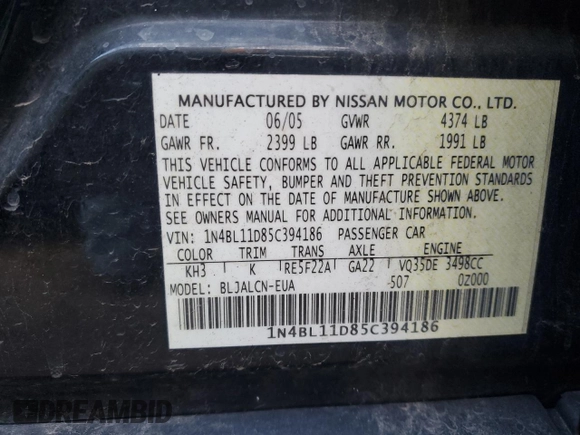 MANUFACTURED BY NISSAN MOTOR CO., LTD.
DATE 06/05 GVWR 4374 LB
GAWR FR. 2399 LB GAWR RR. 1991 LB
THIS VEHICLE CONFORMS TO ALL APPLICABLE FEDERAL MOTOR
VEHICLE SAFETY, BUMPER AND THEFT PREVENTION STANDARDS
IN EFFECT ON THE DATE OF MANUFACTURE SHOWN ABOVE.
SEE OWNERS MANUAL FOR ADDITIONAL INFORMATION.
VIN: 1N4BL11D85C394186 PASSENGER CAR
COLOR TRIM TRANS AXLE ENGINE
KH3 K RE5F22A GA22 VQ35DE 3498CC
MODEL: BLJALCN-EUA -507 0Z000
1N4BL11D85C394186
DREAMBID